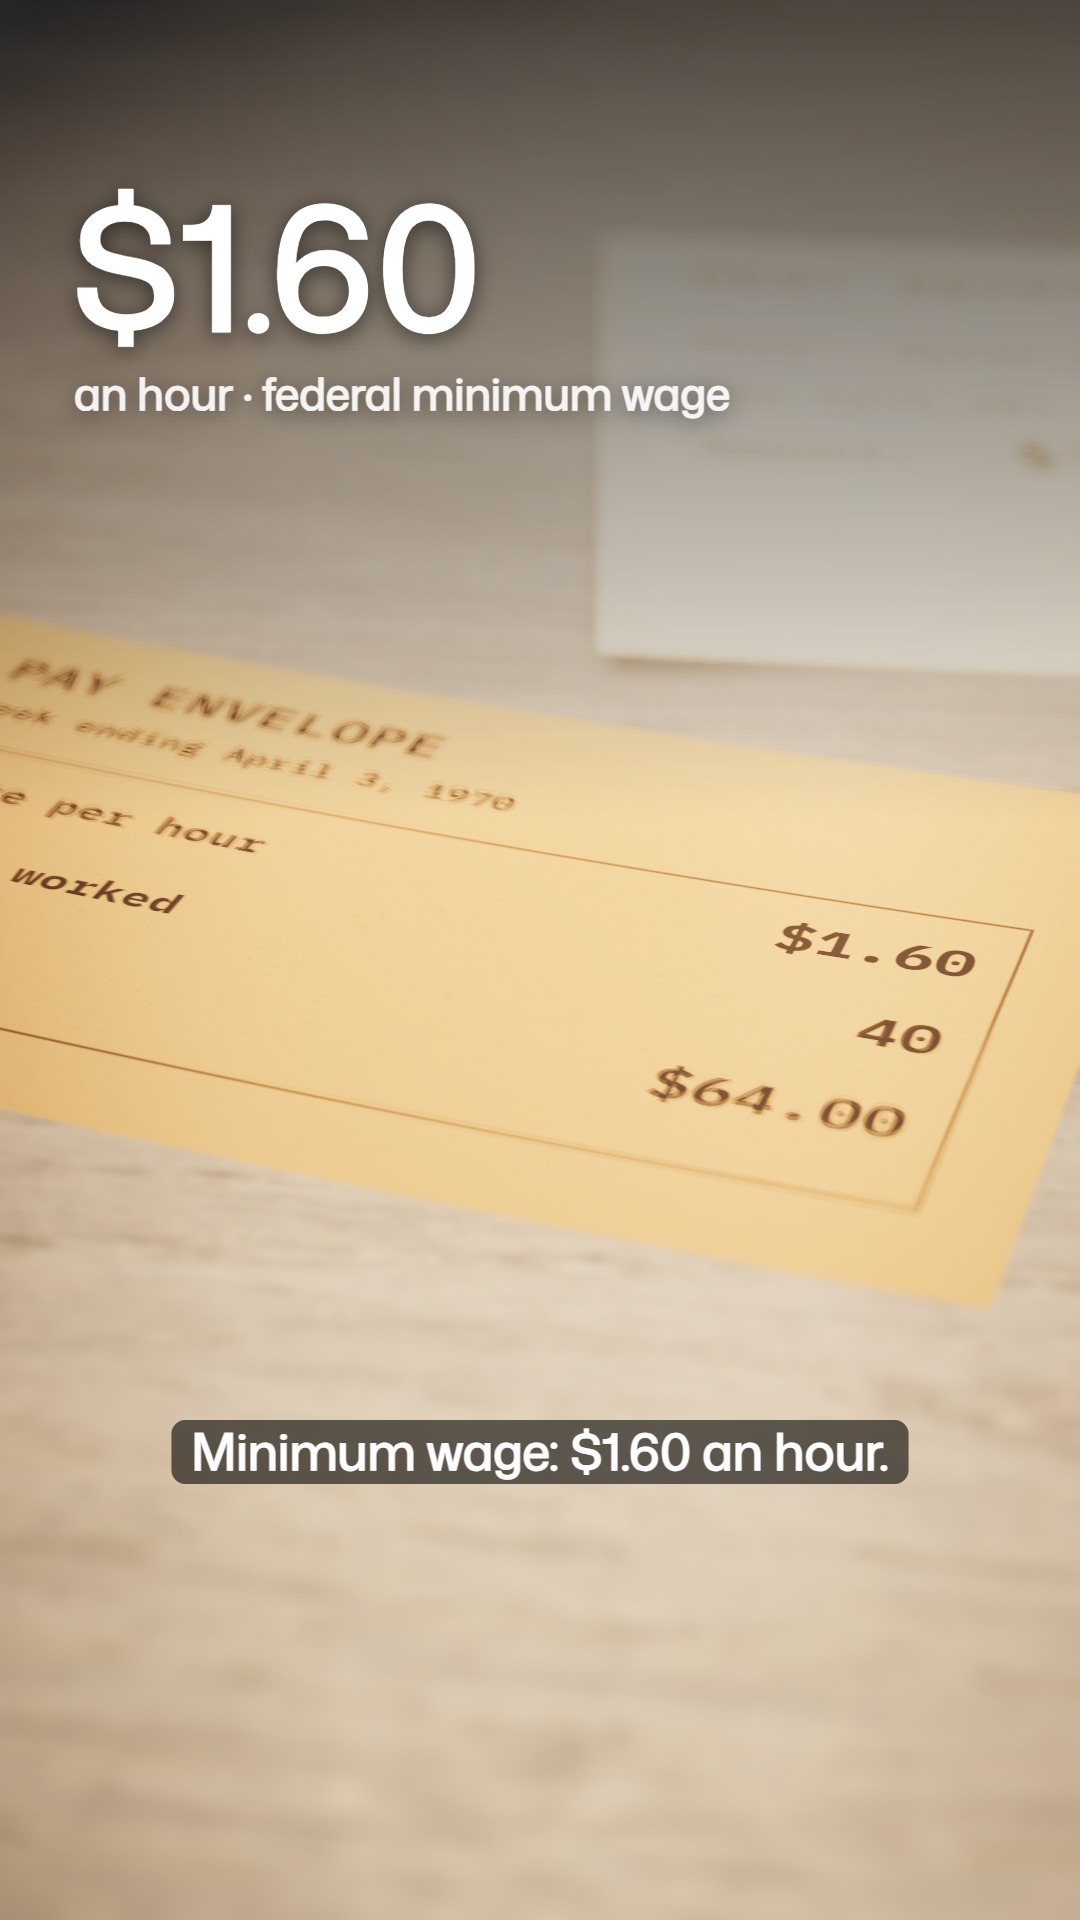 $1.60
an hour · federal minimum wage
PAY ENVELOPE
ending April 3, 1970
per hour
$1.60
worked
40
$64.00
Minimum wage: $1.60 an hour.